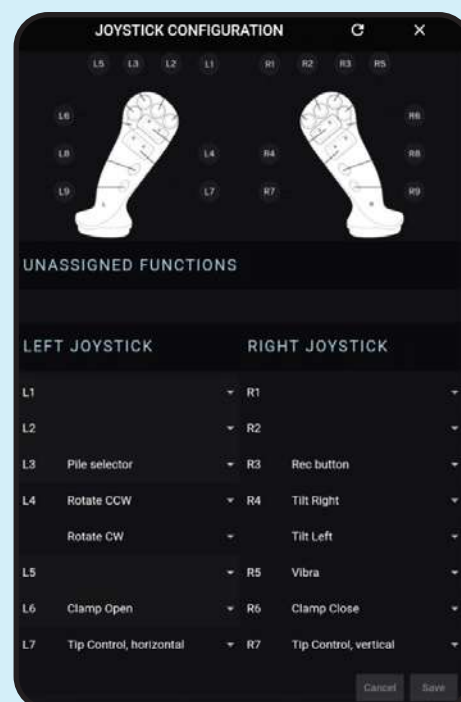 JOYSTICK CONFIGURATION
L5 L3 L2 L1 R1 R2 R3 R5
L6 R6
L8 L4 R4 R8
L9 L7 R7 R9
L R
UNASSIGNED FUNCTIONS
LEFT JOYSTICK RIGHT JOYSTICK
L1 R1
L2 R2
L3 Pile selector R3 Rec button
L4 Rotate CCW R4 Tilt Right
Rotate CW Tilt Left
L5 R5 Vibra
L6 Clamp Open R6 Clamp Close
L7 Tip Control, horizontal R7 Tip Control, vertical
Cancel Save